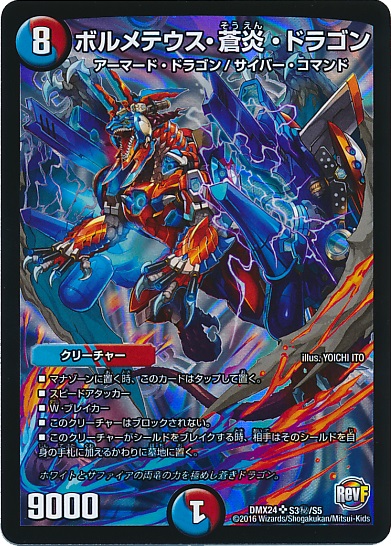 8
そうえん
ボルメテウス・蒼炎・ドラゴン
アーマード・ドラゴン / サイバー・コマンド
illus. YOICHI ITO
クリーチャー
■ マナゾーンに置く時、このカードはタップして置く。
■ スピードアタッカー
■ W・ブレイカー
■ このクリーチャーはブロックされない。
■ このクリーチャーがシールドをブレイクする時、相手はそのシールドを自
身の手札に加えるかわりに墓地に置く。
ホワイトとサファイアの両竜の力を極めし蒼きドラゴン。
9000
1
DMX24 S3㊙/S5
©2016 Wizards/Shogakukan/Mitsui-Kids
RevF